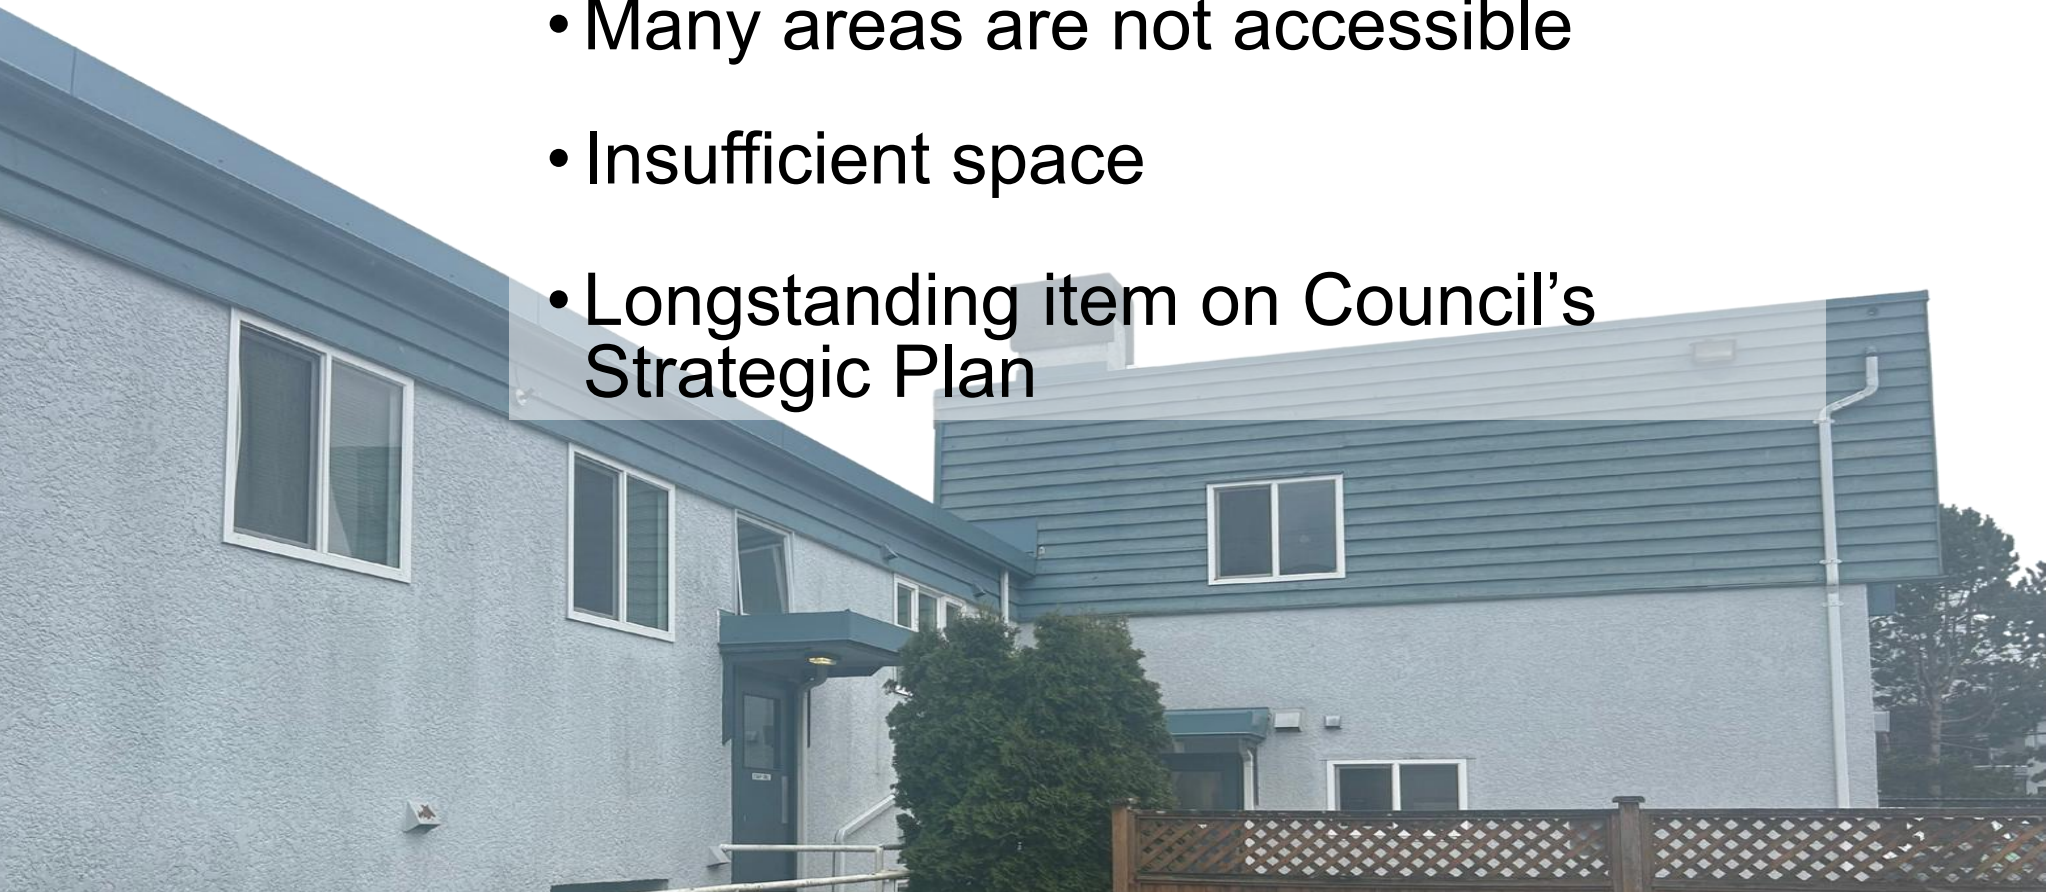 • Many areas are not accessible
• Insufficient space
• Longstanding item on Council’s
Strategic Plan